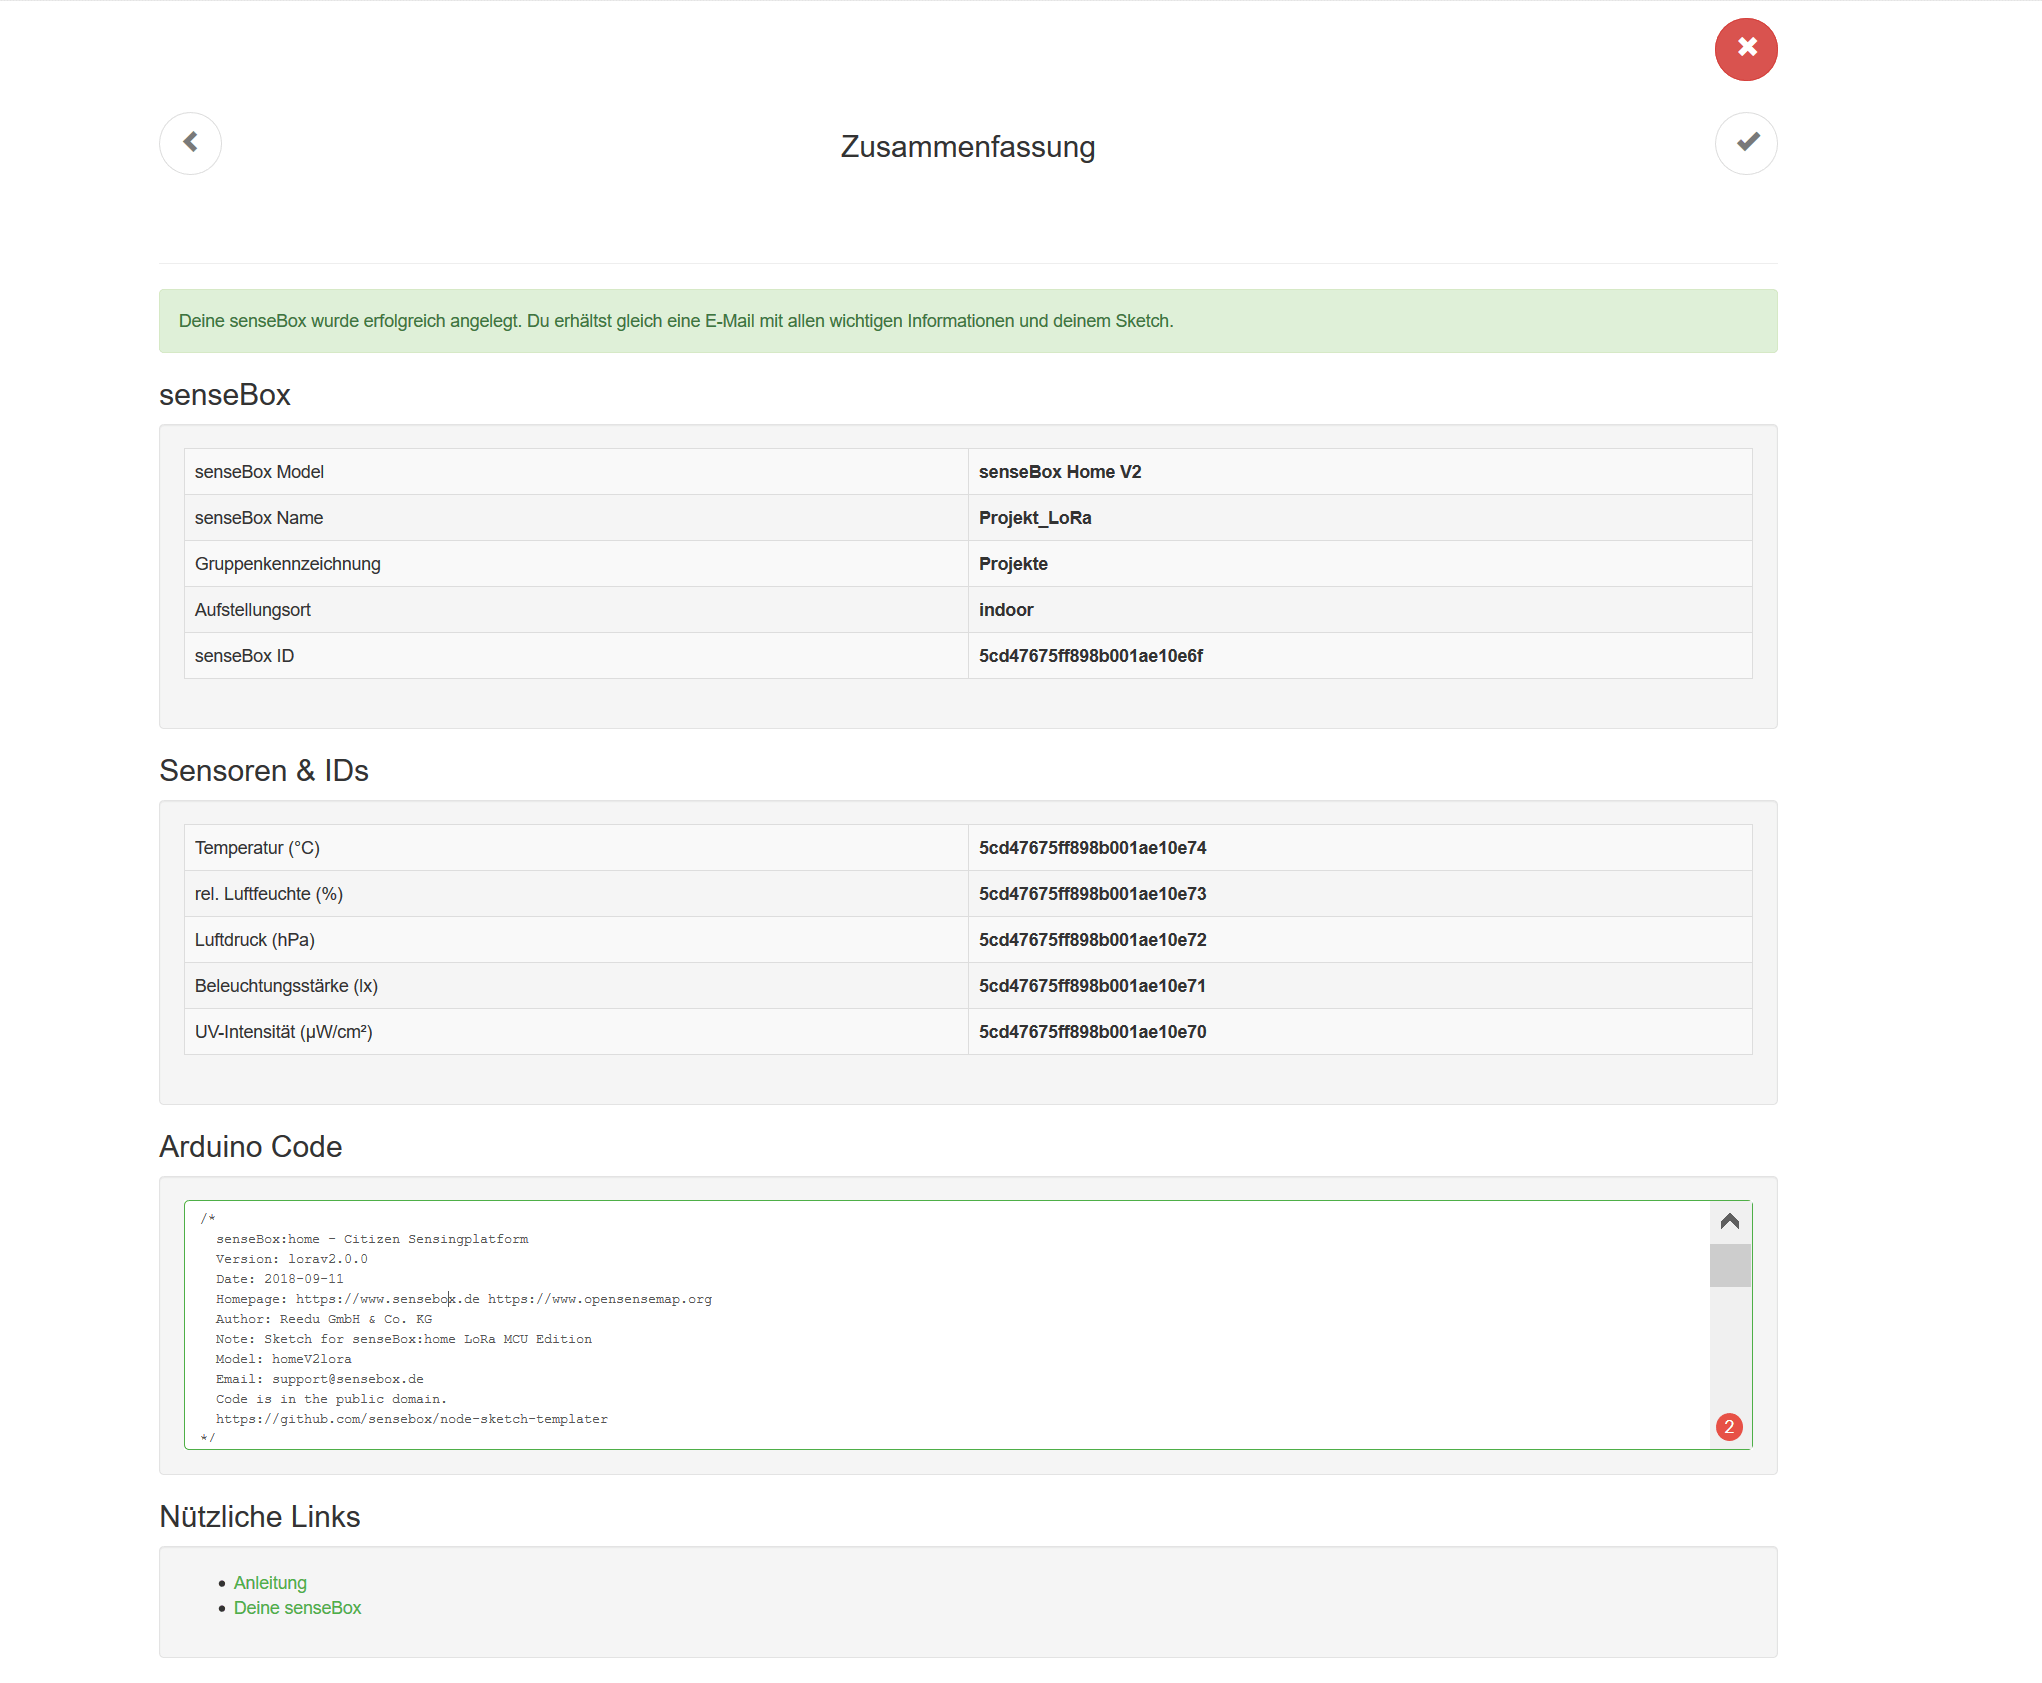 Zusammenfassung
Deine senseBox wurde erfolgreich angelegt. Du erhältst gleich eine E-Mail mit allen wichtigen Informationen und deinem Sketch.
senseBox
senseBox Model senseBox Home V2
senseBox Name Projekt_LoRa
Gruppenkennzeichnung Projekte
Aufstellungsort indoor
senseBox ID 5cd47675ff898b001ae10e6f
Sensoren & IDs
Temperatur (°C) 5cd47675ff898b001ae10e74
rel. Luftfeuchte (%) 5cd47675ff898b001ae10e73
Luftdruck (hPa) 5cd47675ff898b001ae10e72
Beleuchtungsstärke (lx) 5cd47675ff898b001ae10e71
UV-Intensität (μW/cm²) 5cd47675ff898b001ae10e70
Arduino Code
/*
senseBox:home - Citizen Sensingplatform
Version: lorav2.0.0
Date: 2018-09-11
Homepage: https://www.sensebox.de https://www.opensensemap.org
Author: Reedu GmbH & Co. KG
Note: Sketch for senseBox:home LoRa MCU Edition
Model: homeV2lora
Email: support@sensebox.de
Code is in the public domain.
https://github.com/sensebox/node-sketch-templater
*/
2
Nützliche Links
Anleitung
Deine senseBox